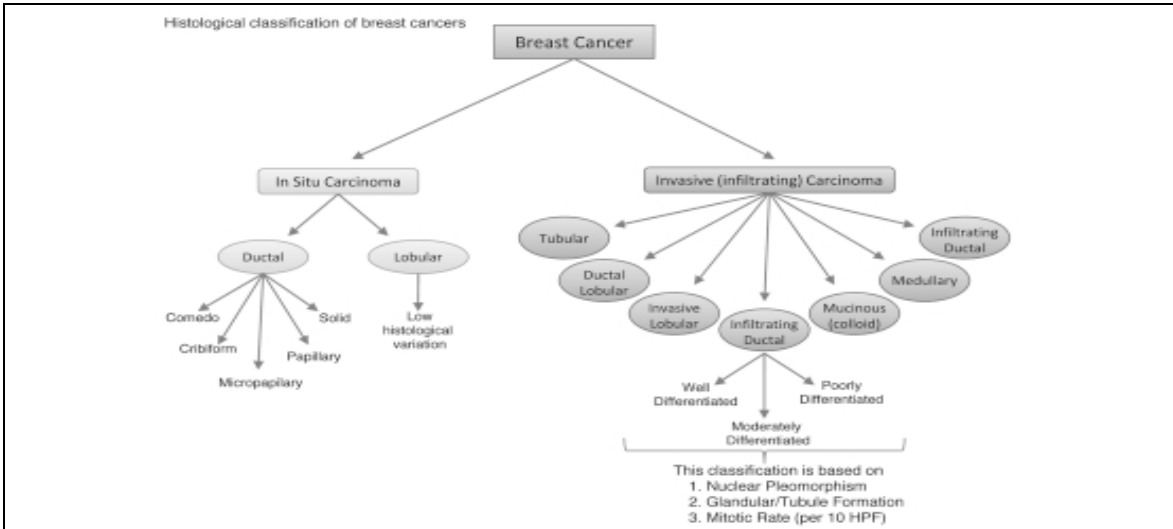 Histological classification of breast cancers
Breast Cancer
In Situ Carcinoma
Invasive (infiltrating) Carcinoma
Ductal
Lobular
Comedo
Cribiform
Micropapilary
Papillary
Solid
Low
histological
variation
Tubular
Ductal
Lobular
Invasive
Lobular
Infiltrating
Ductal
Mucinous
(colloid)
Medullary
Infiltrating
Ductal
Well
Differentiated
Moderately
Differentiated
Poorly
Differentiated
This classification is based on
1. Nuclear Pleomorphism
2. Glandular/Tubule Formation
3. Mitotic Rate (per 10 HPF)